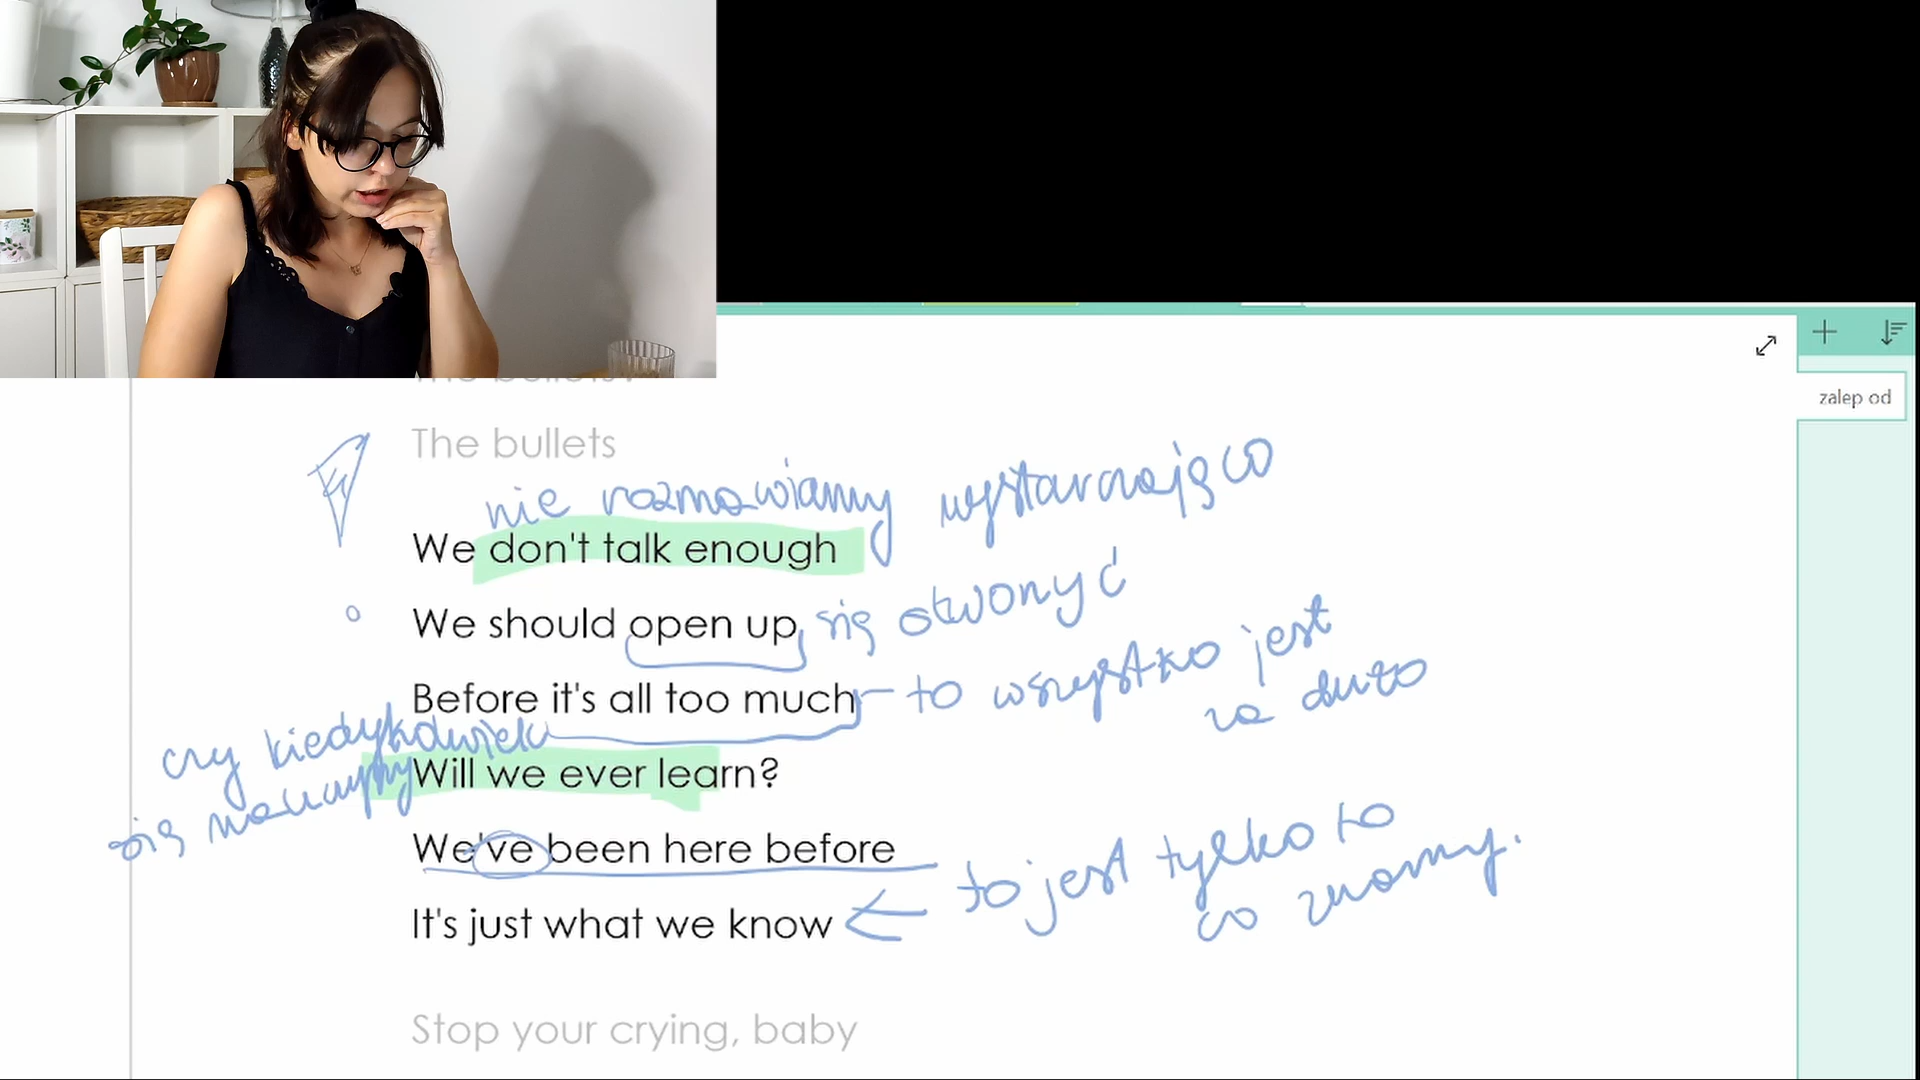 zalep od
The bullets
nie rozmawiamy wystarczająco
We don't talk enough
We should open up się otworzyć
Before it's all too much to wszystko jest
za dużo
czy kiedykolwiek
się nauczymy
Will we ever learn?
We've been here before
to jest tylko to
co znamy.
It's just what we know
Stop your crying, baby